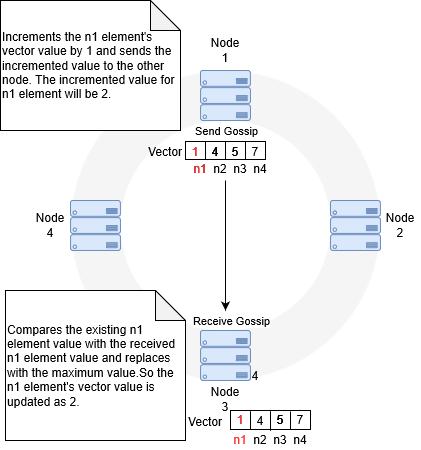 Increments the n1 element's
vector value by 1 and sends the
incremented value to the other
node. The incremented value for
n1 element will be 2.
Node
1
Send Gossip
Vector 1 4 5 7
n1 n2 n3 n4
Node
4
Node
2
Compares the existing n1
element value with the received
n1 element value and replaces
with the maximum value.So the
n1 element's vector value is
updated as 2.
Receive Gossip
4
Node
3
Vector 1 4 5 7
n1 n2 n3 n4